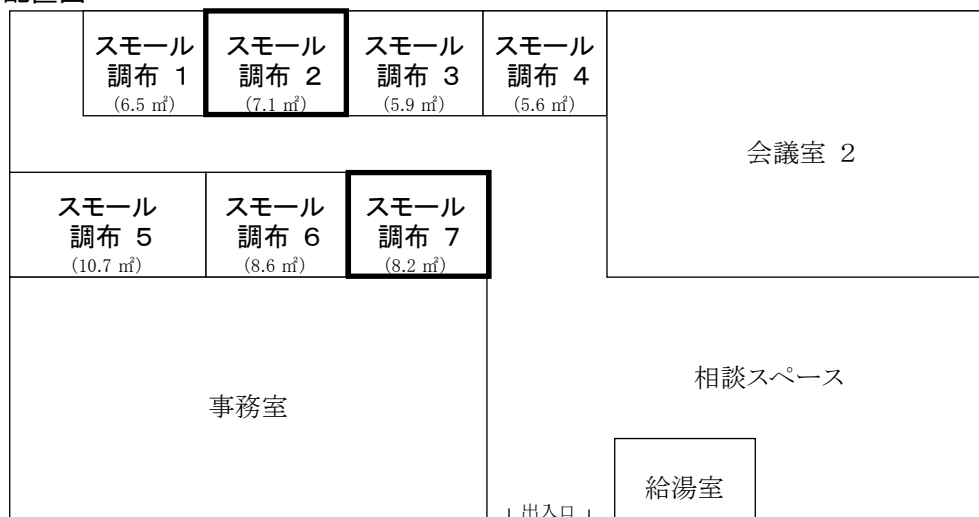 スモール
調布 1
(6.5 ㎡)
スモール
調布 2
(7.1 ㎡)
スモール
調布 3
(5.9 ㎡)
スモール
調布 4
(5.6 ㎡)
会議室 2
スモール
調布 5
(10.7 ㎡)
スモール
調布 6
(8.6 ㎡)
スモール
調布 7
(8.2 ㎡)
相談スペース
事務室
給湯室
出入口